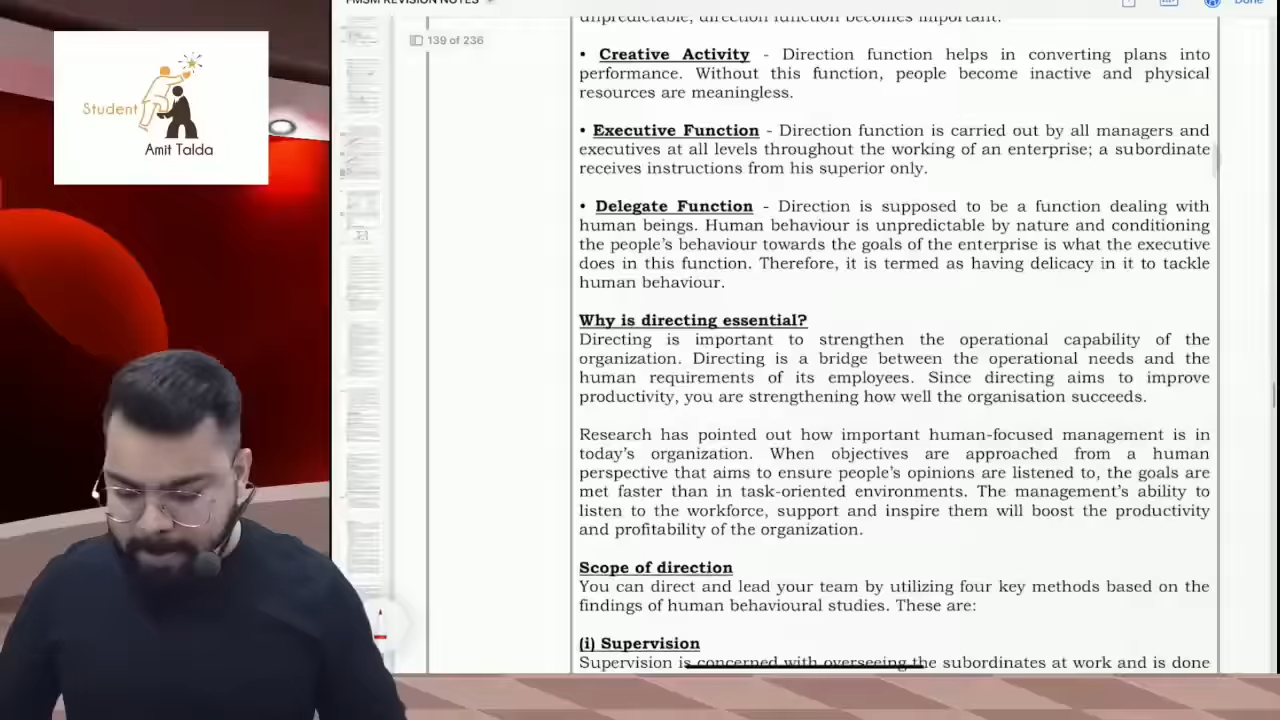 FMSM REVISION NOTES
Done
139 of 236
unpredictable, direction function becomes important.
• Creative Activity - Direction function helps in converting plans into
performance. Without this function, people become inactive and physical
resources are meaningless.
• Executive Function - Direction function is carried out by all managers and
executives at all levels throughout the working of an enterprise, a subordinate
receives instructions from his superior only.
• Delegate Function - Direction is supposed to be a function dealing with
human beings. Human behaviour is unpredictable by nature and conditioning
the people's behaviour towards the goals of the enterprise is what the executive
does in this function. Therefore, it is termed as having delicacy in it to tackle
human behaviour.
Why is directing essential?
Directing is important to strengthen the operational capability of the
organisation. Directing is a bridge between the operational needs and the
human requirements of its employees. Since directing aims to improve
productivity, you are strengthening how well the organisation succeeds.
Research has pointed out how important human-focused management is in
today's organisation. When objectives are approached from a human
perspective that aims to ensure people's opinions are listened to, the goals are
met faster than in task-oriented environments. The management's ability to
listen to the workforce, support and inspire them will boost the productivity
and profitability of the organization.
Scope of direction
You can direct and lead your team by utilizing four key methods based on the
findings of human behavioural studies. These are:
(i) Supervision
Supervision is concerned with overseeing the subordinates at work and is done
Student
Amit Talda